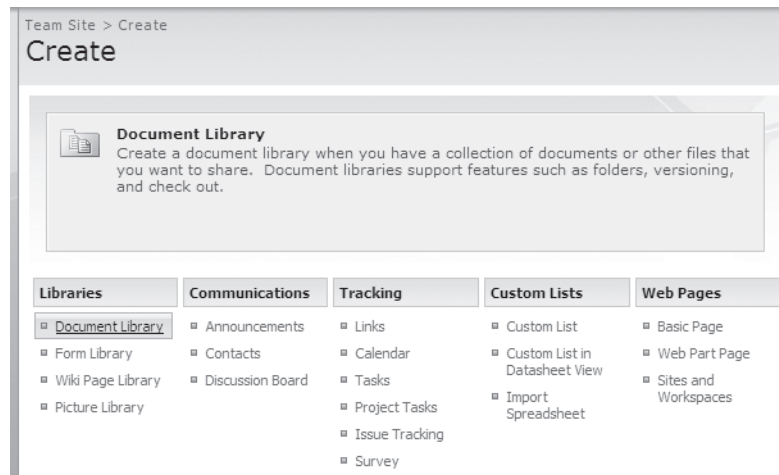 Team Site > Create
Create
Document Library
Create a document library when you have a collection of documents or other files that
you want to share. Document libraries support features such as folders, versioning,
and check out.
Libraries
Document Library
Form Library
Wiki Page Library
Picture Library
Communications
Announcements
Contacts
Discussion Board
Tracking
Links
Calendar
Tasks
Project Tasks
Issue Tracking
Survey
Custom Lists
Custom List
Custom List in
Datasheet View
Import
Spreadsheet
Web Pages
Basic Page
Web Part Page
Sites and
Workspaces